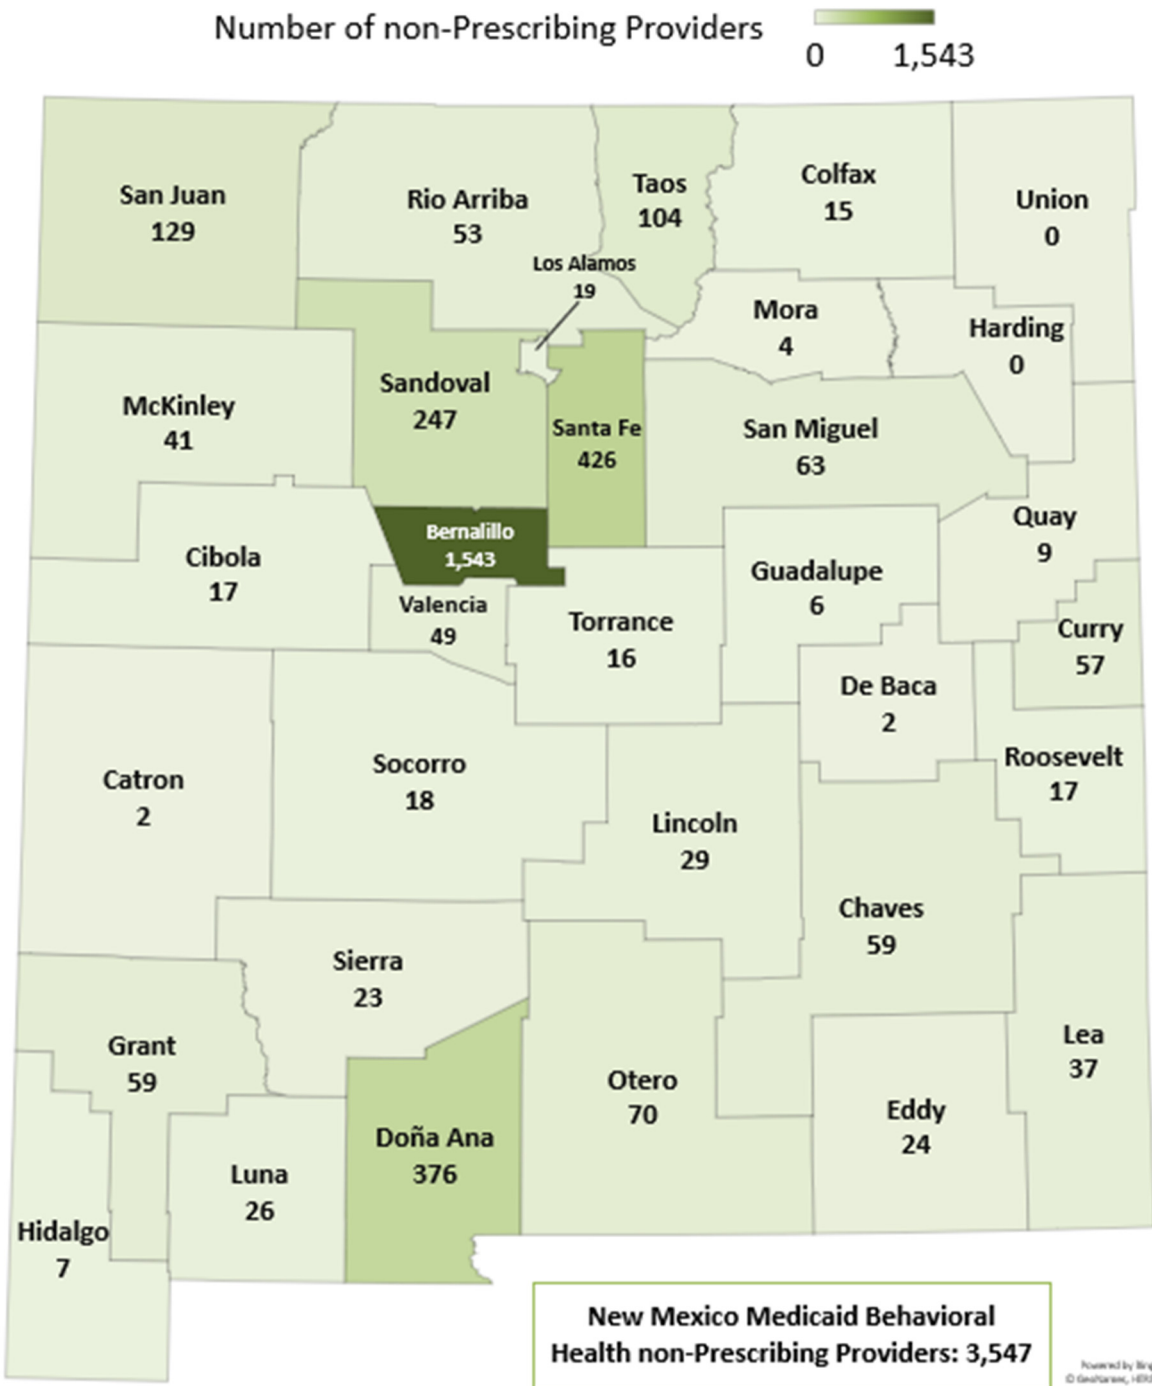 Number of non-Prescribing Providers
0 1,543
San Juan
129
Rio Arriba
53
Taos
104
Colfax
15
Union
0
Los Alamos
19
Mora
4
Harding
0
McKinley
41
Sandoval
247
Santa Fe
426
San Miguel
63
Quay
9
Bernalillo
1,543
Cibola
17
Valencia
49
Torrance
16
Guadalupe
6
Curry
57
De Baca
2
Roosevelt
17
Catron
2
Socorro
18
Lincoln
29
Chaves
59
Sierra
23
Grant
59
Doña Ana
376
Otero
70
Eddy
24
Lea
37
Luna
26
Hidalgo
7
New Mexico Medicaid Behavioral
Health non-Prescribing Providers: 3,547
Powered by Bing
© GeoNames,